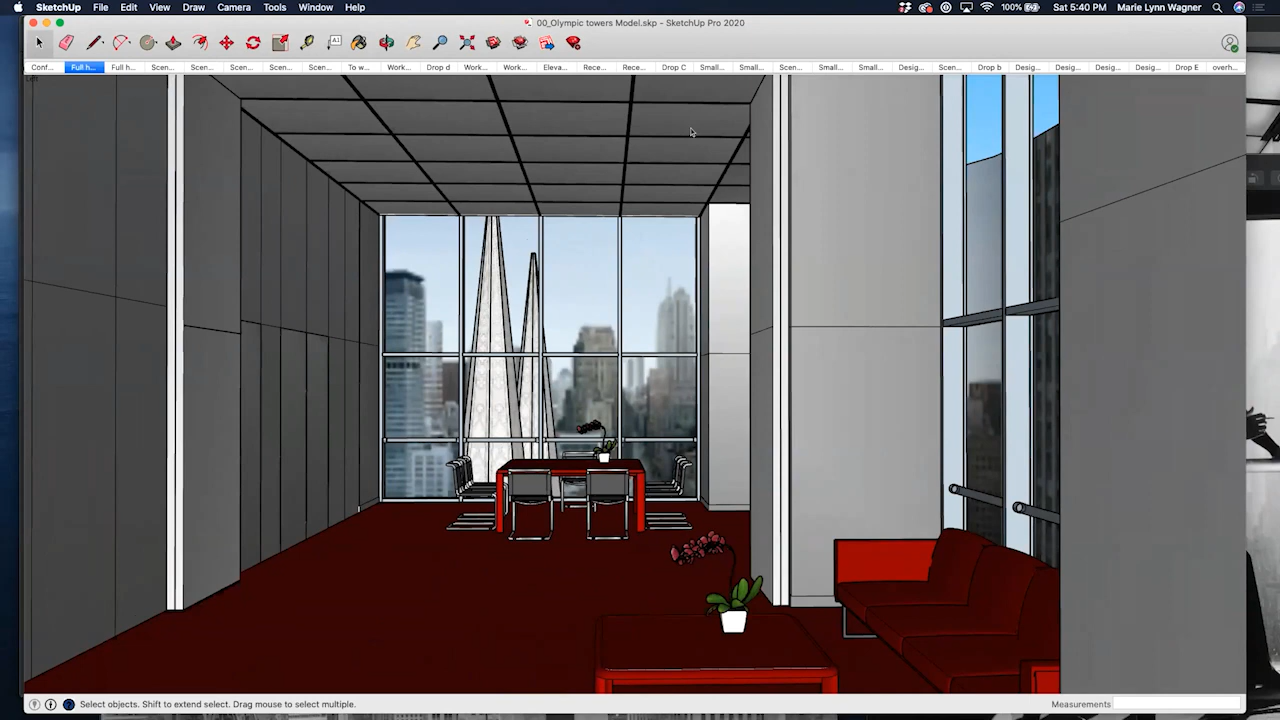 SketchUp File Edit View Draw Camera Tools Window Help 100% Sat 5:40 PM Marie Lynn Wagner
00_Olympic towers Model.skp - SketchUp Pro 2020
A1
Conf... Full h... Full h... Scen... Scen... Scen... Scen... Scen... To w... Work... Drop d Work... Work... Eleva... Rece... Rece... Drop C Small... Small... Scen... Small... Small... Desig... Scen... Drop b Desig... Desig... Desig... Desig... Drop E overh...
Left
Select objects. Shift to extend select. Drag mouse to select multiple. Measurements